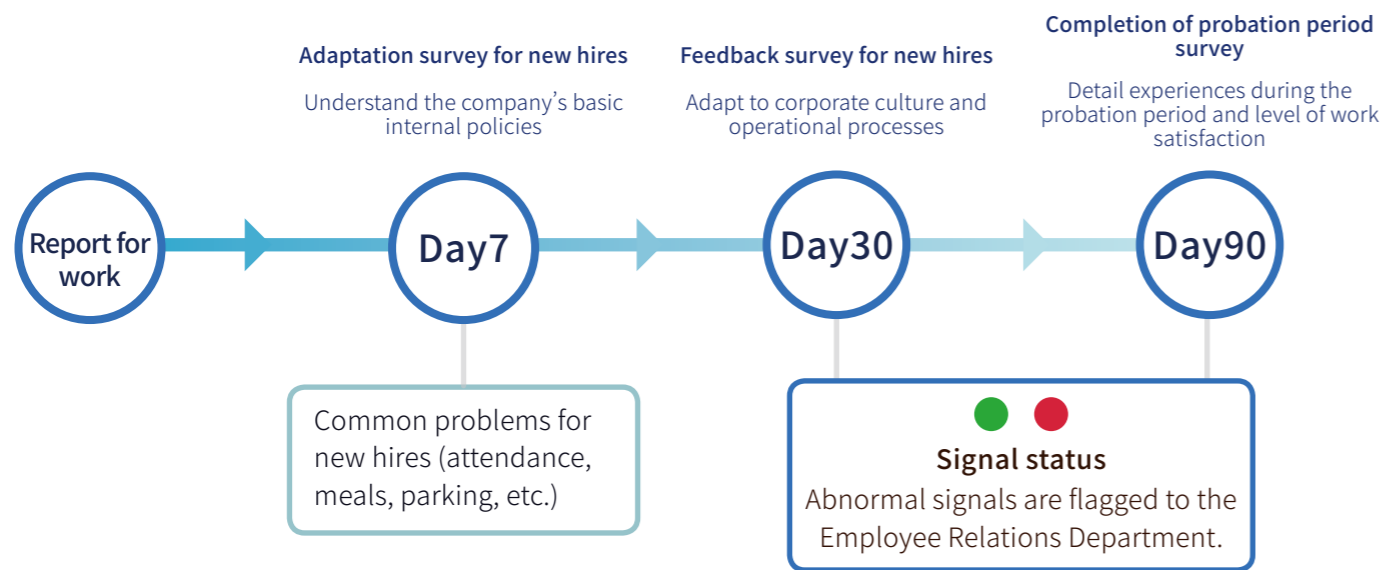 Adaptation survey for new hires
Understand the company's basic
internal policies
Feedback survey for new hires
Adapt to corporate culture and
operational processes
Completion of probation period
survey
Detail experiences during the
probation period and level of work
satisfaction
Report for
work
Day7
Day30
Day90
Common problems for
new hires (attendance,
meals, parking, etc.)
Signal status
Abnormal signals are flagged to the
Employee Relations Department.